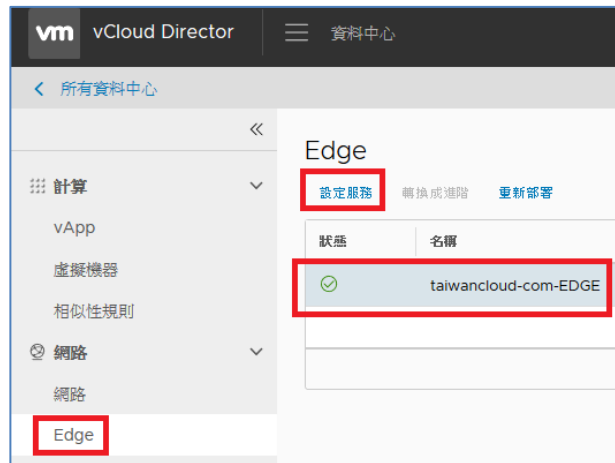 vm vCloud Director 資料中心
所有資料中心
Edge
設定服務 轉換成進階 重新部署
狀態 名稱
taiwancloud-com-EDGE
計算
vApp
虛擬機器
相似性規則
網路
網路
Edge